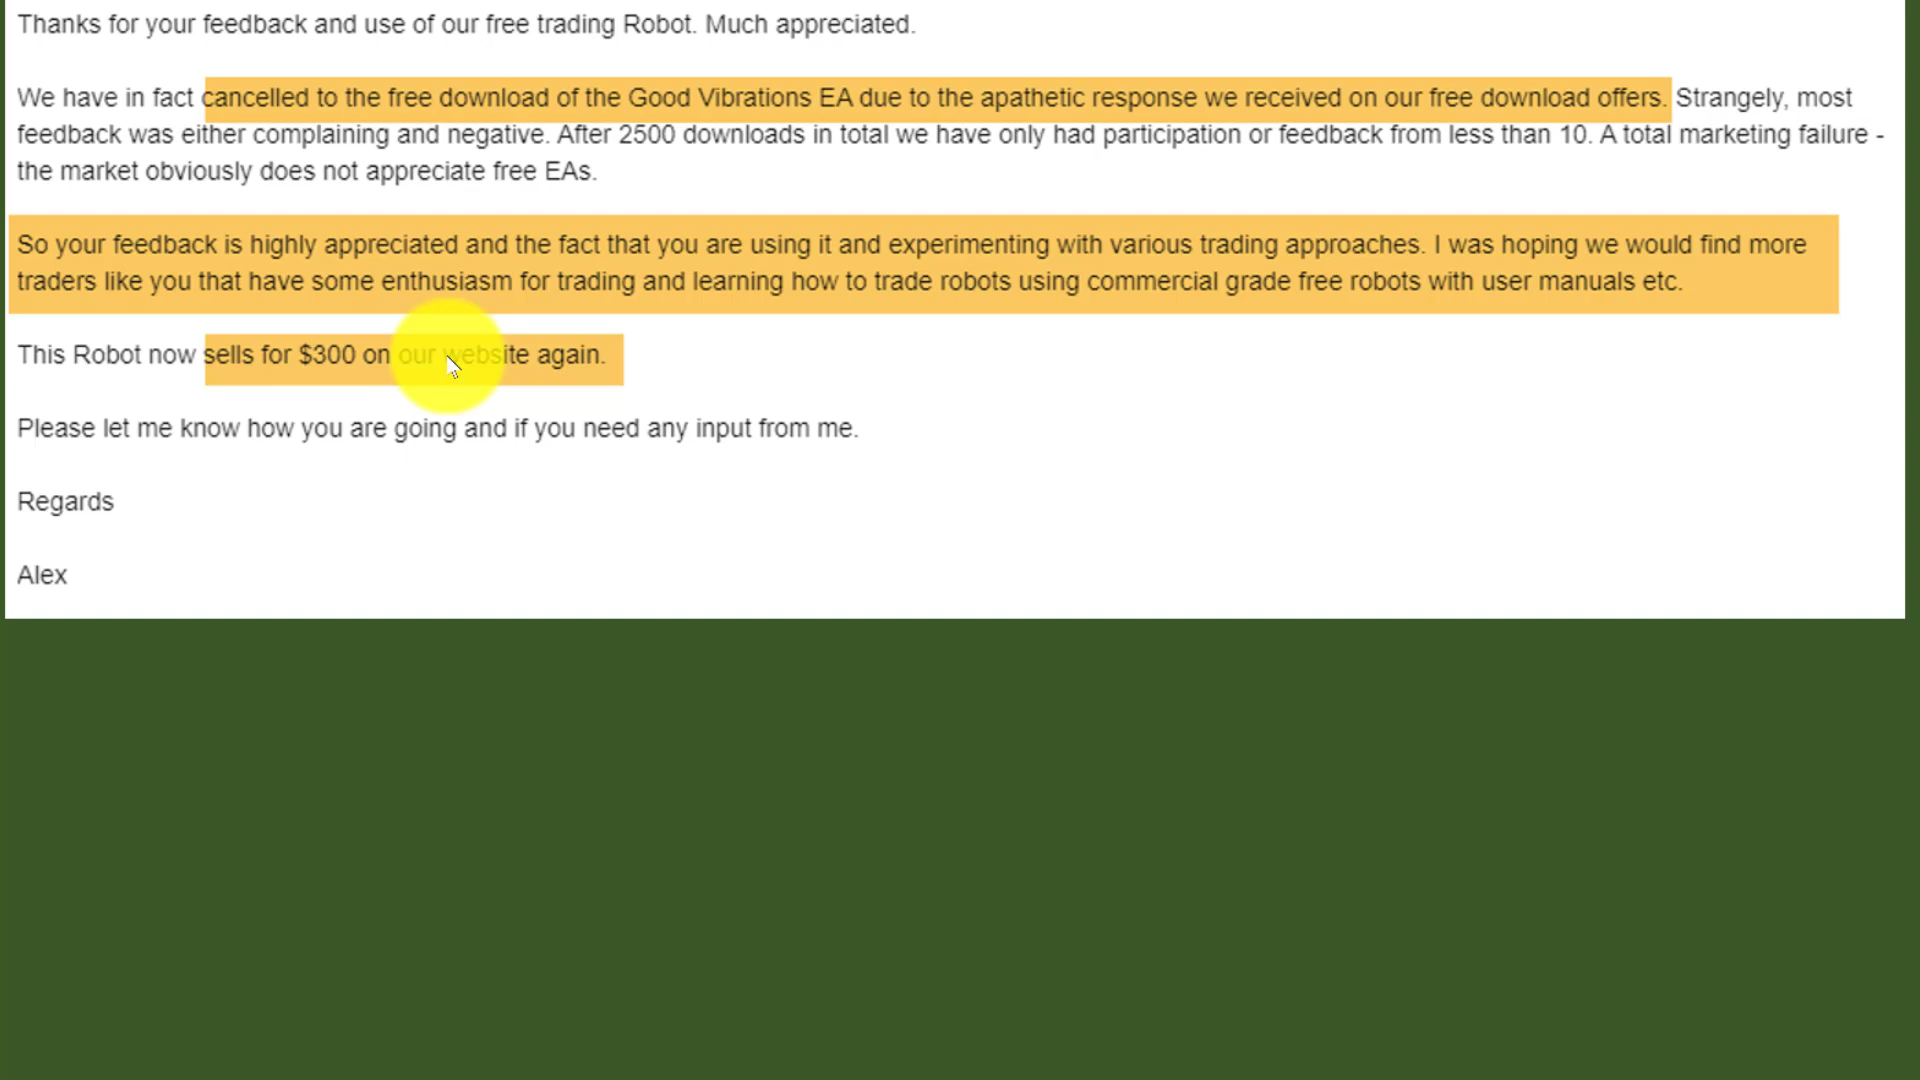 Thanks for your feedback and use of our free trading Robot. Much appreciated.
We have in fact cancelled to the free download of the Good Vibrations EA due to the apathetic response we received on our free download offers. Strangely, most
feedback was either complaining and negative. After 2500 downloads in total we have only had participation or feedback from less than 10. A total marketing failure -
the market obviously does not appreciate free EAs.
So your feedback is highly appreciated and the fact that you are using it and experimenting with various trading approaches. I was hoping we would find more
traders like you that have some enthusiasm for trading and learning how to trade robots using commercial grade free robots with user manuals etc.
This Robot now sells for $300 on our website again.
Please let me know how you are going and if you need any input from me.
Regards
Alex